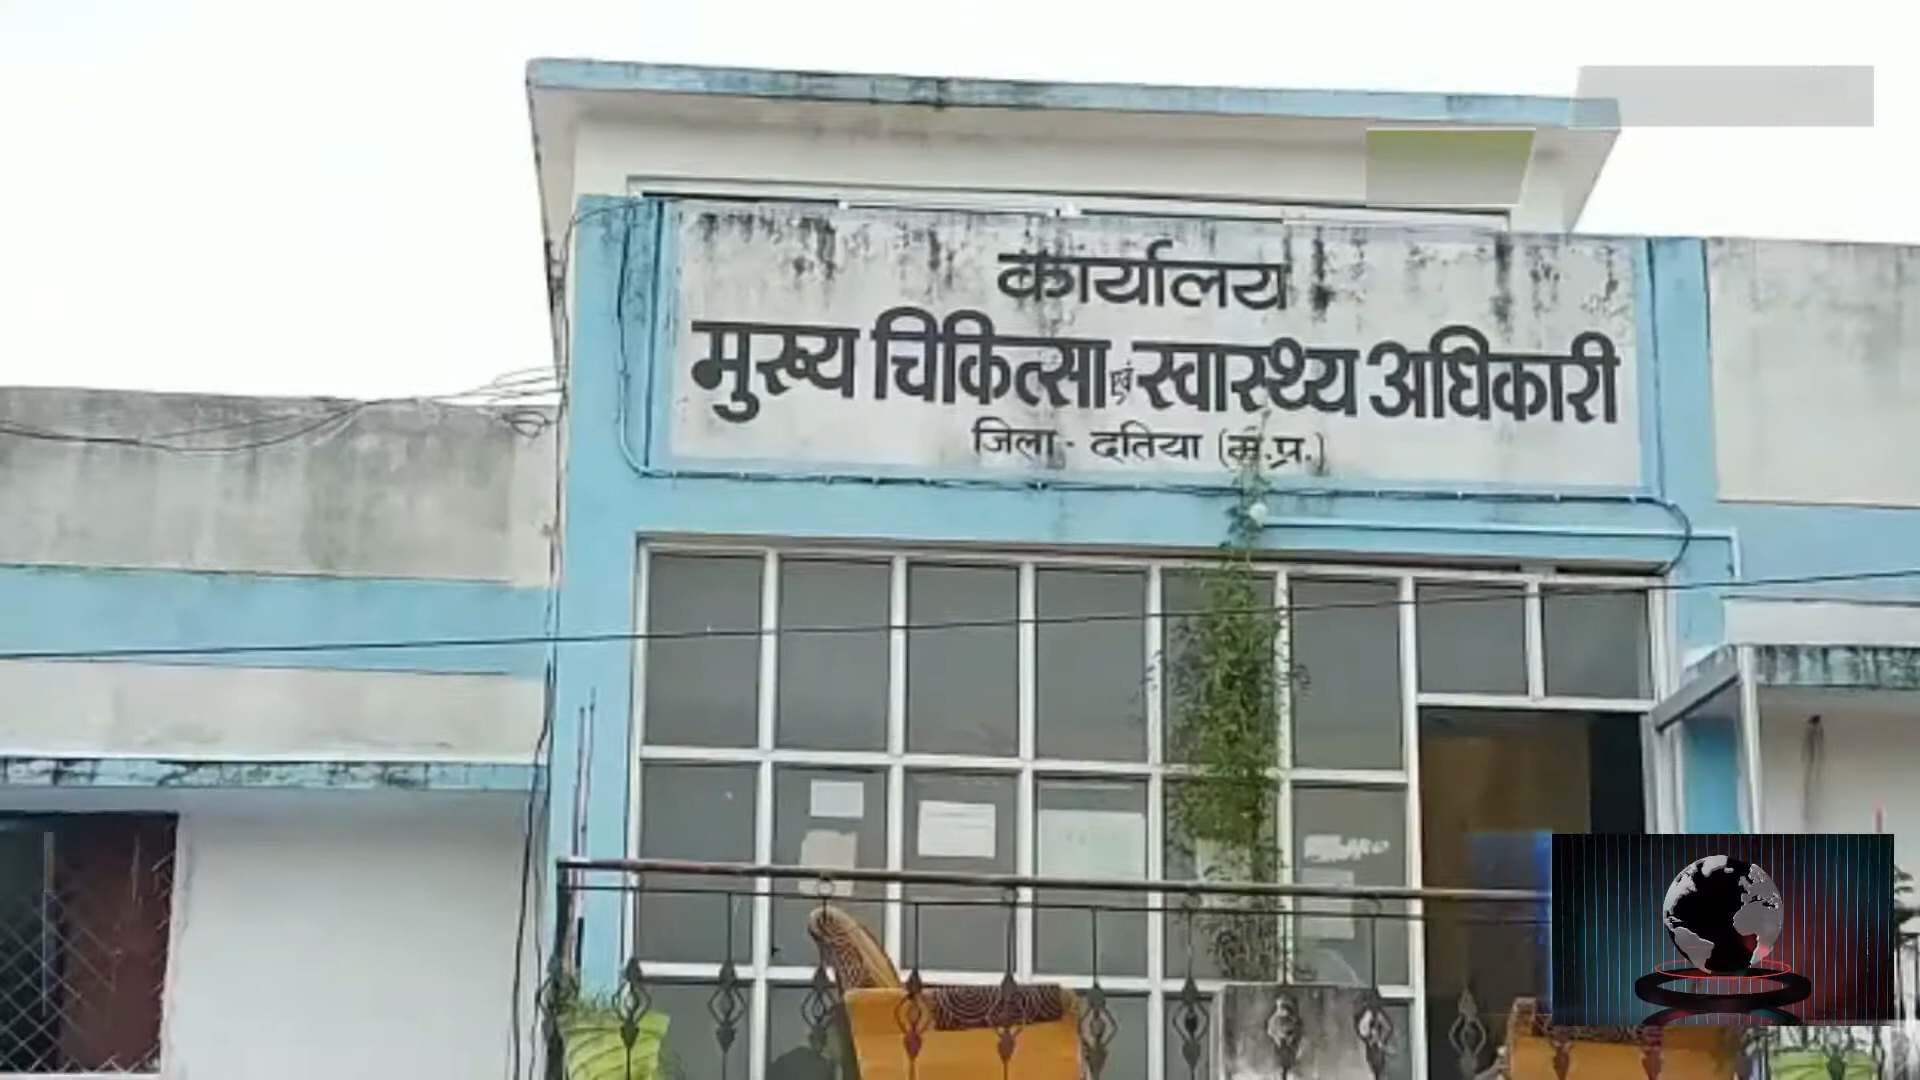 कार्यालय
मुख्य चिकित्सा एवं स्वास्थ्य अधिकारी
जिला - दतिया (म.प्र.)